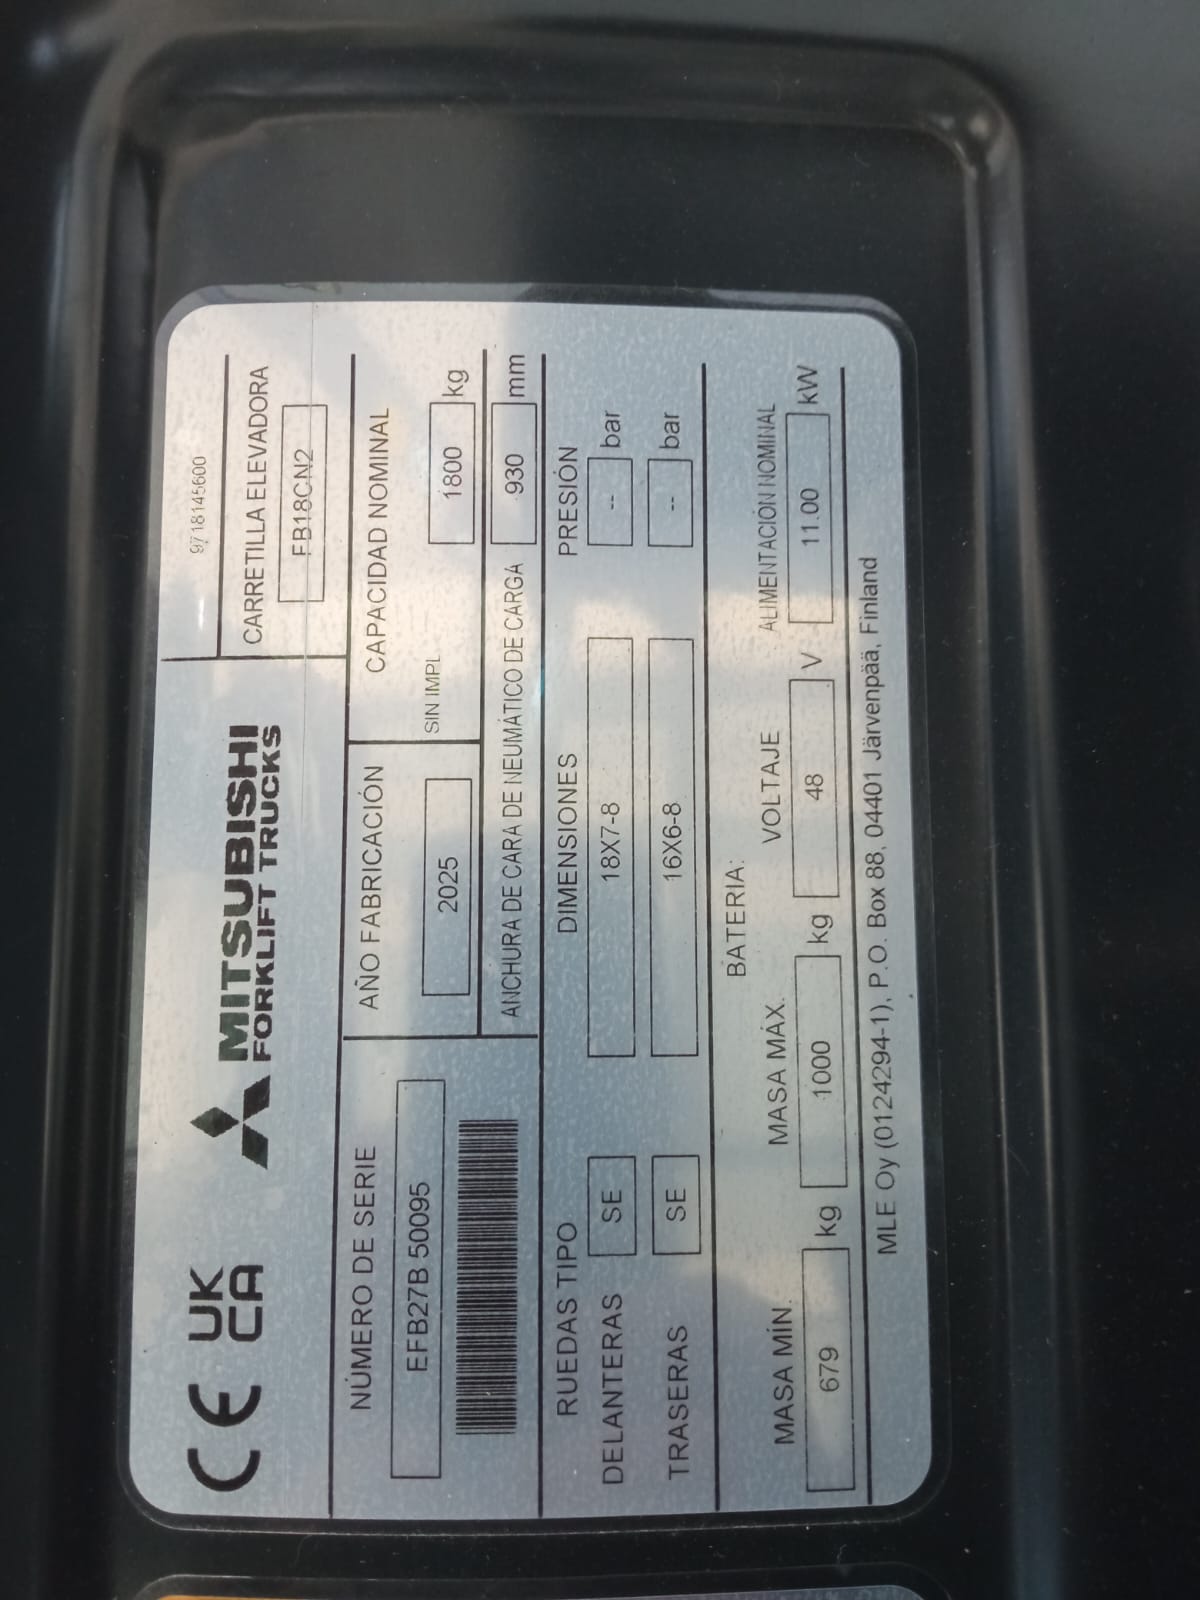 CE UK CA
MITSUBISHI
FORKLIFT TRUCKS
9718145600
CARRETILLA ELEVADORA
FB18CN2
NÚMERO DE SERIE
EFB27B 50095
AÑO FABRICACIÓN
2025
CAPACIDAD NOMINAL
SIN IMPL 1800 kg
ANCHURA DE CARA DE NEUMÁTICO DE CARGA 930 mm
RUEDAS TIPO DIMENSIONES PRESIÓN
DELANTERAS SE 18X7-8 -- bar
TRASERAS SE 16X6-8 -- bar
BATERIA:
MASA MÍN. MASA MÁX. VOLTAJE ALIMENTACIÓN NOMINAL
679 kg 1000 kg 48 V 11.00 kW
MLE Oy (0124294-1), P.O. Box 88, 04401 Järvenpää, Finland